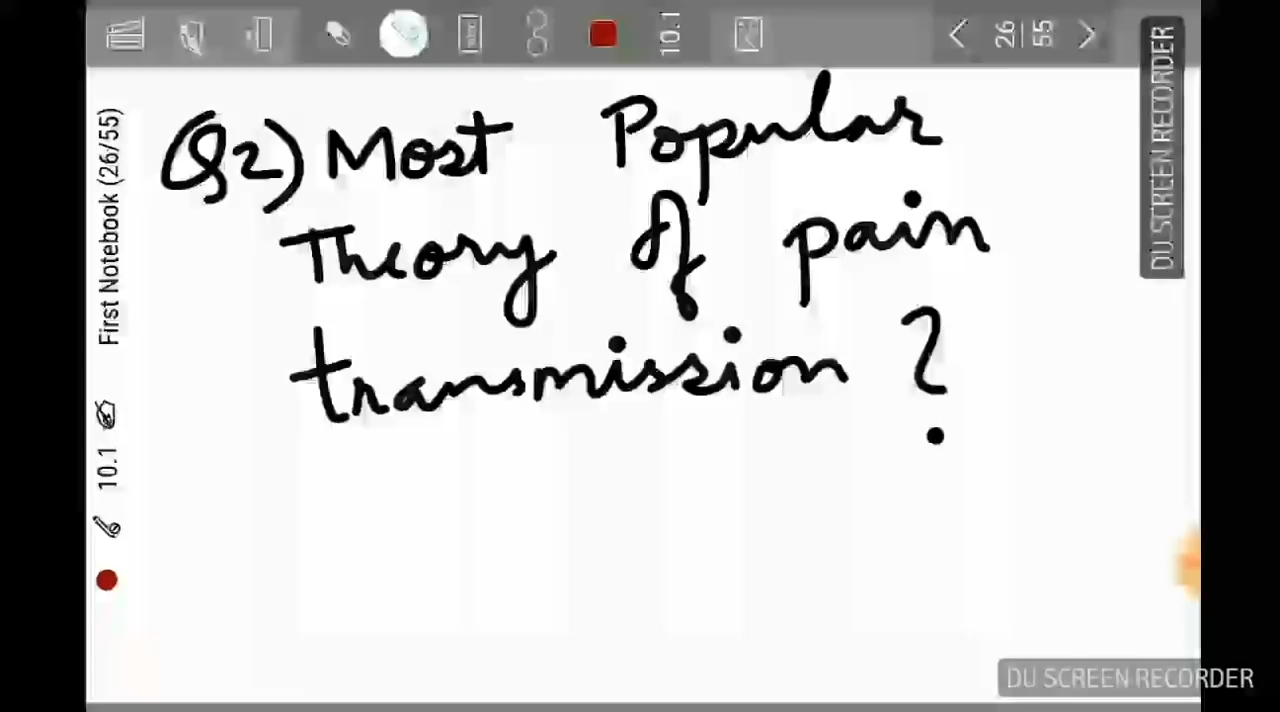 10.1
26|55
Q2) Most Popular
Theory of pain
transmission ?
First Notebook (26/55)
10.1
DU SCREEN RECORDER
DU SCREEN RECORDER